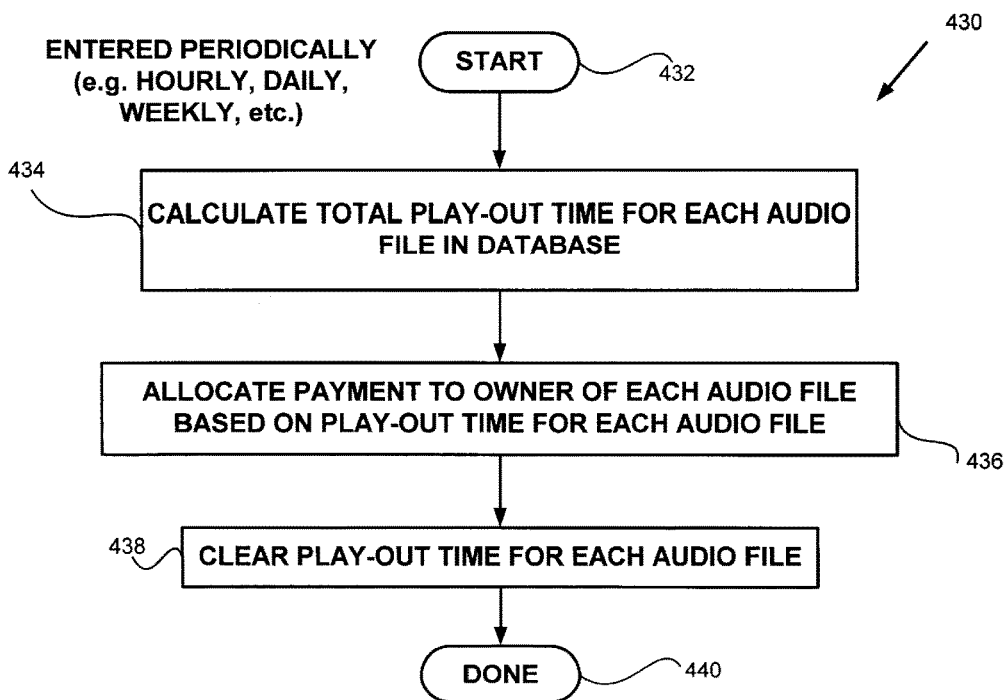 430
ENTERED PERIODICALLY
(e.g. HOURLY, DAILY,
WEEKLY, etc.)
START
432
434
CALCULATE TOTAL PLAY-OUT TIME FOR EACH AUDIO
FILE IN DATABASE
ALLOCATE PAYMENT TO OWNER OF EACH AUDIO FILE
BASED ON PLAY-OUT TIME FOR EACH AUDIO FILE
436
438
CLEAR PLAY-OUT TIME FOR EACH AUDIO FILE
DONE
440